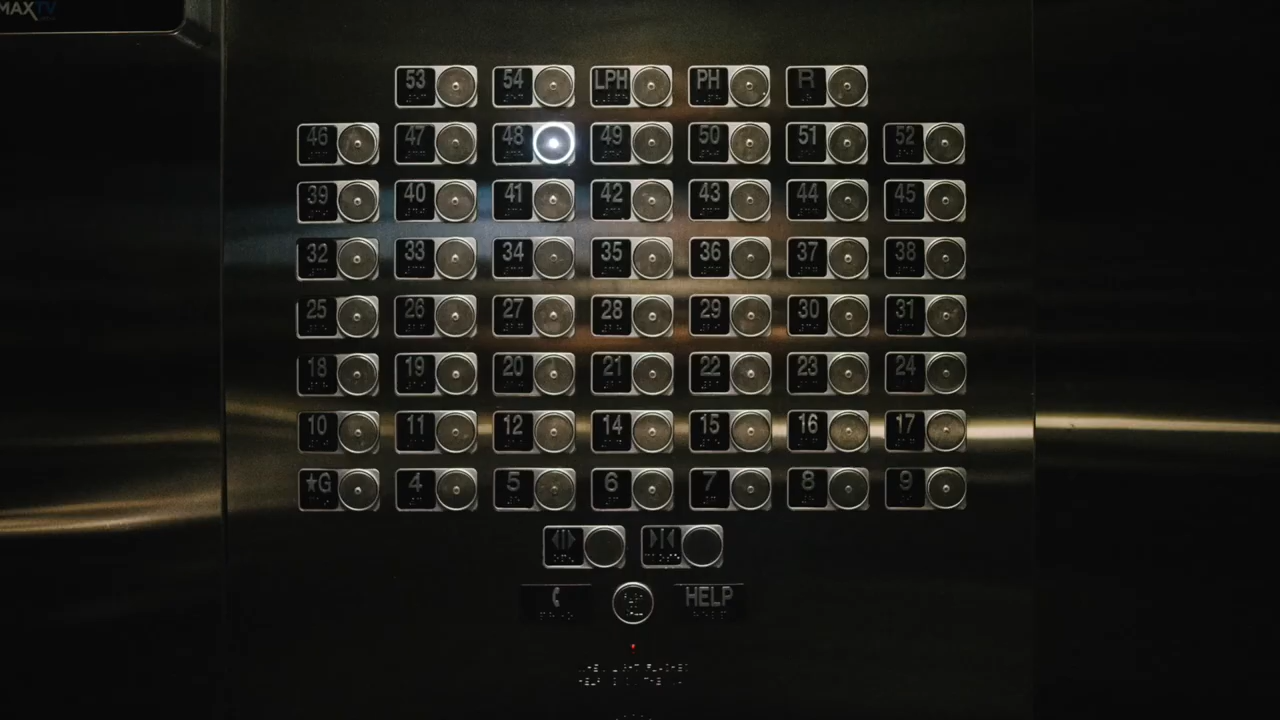 MAXTV
53 54 LPH PH R
46 47 48 49 50 51 52
39 40 41 42 43 44 45
32 33 34 35 36 37 38
25 26 27 28 29 30 31
18 19 20 21 22 23 24
10 11 12 14 15 16 17
★G 4 5 6 7 8 9
HELP